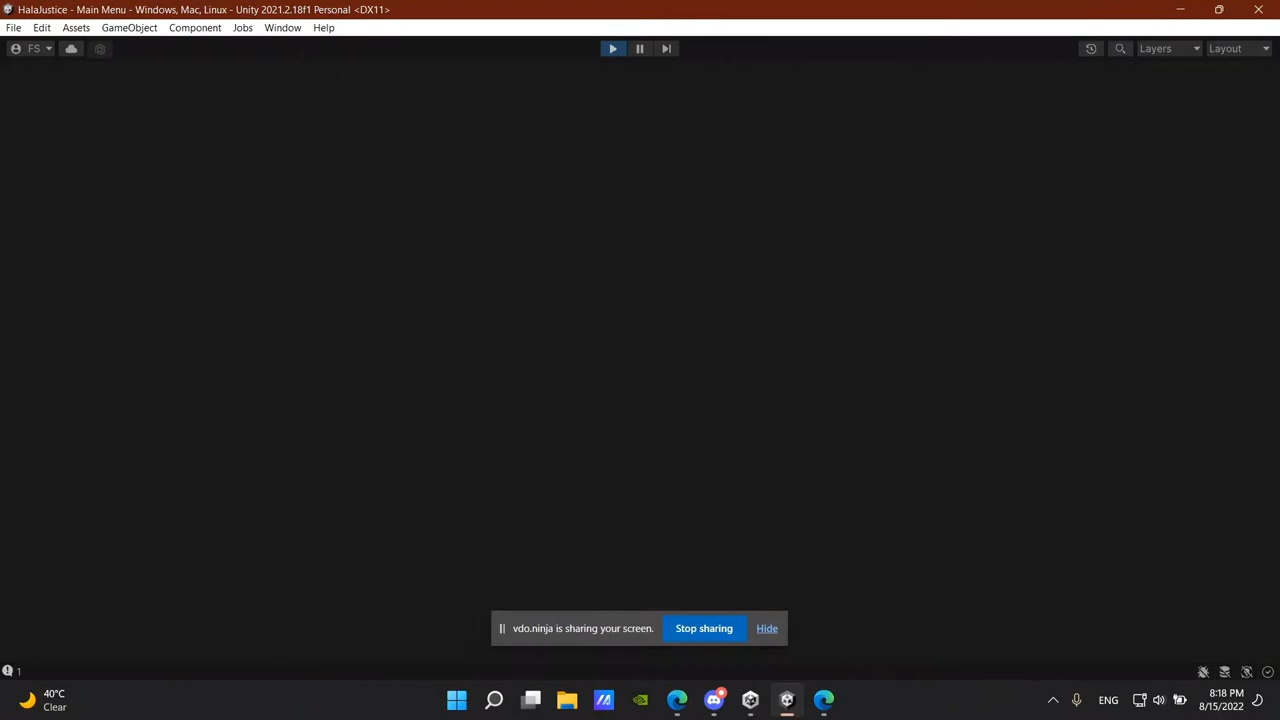 HalaJustice - Main Menu - Windows, Mac, Linux - Unity 2021.2.18f1 Personal <DX11>
File Edit Assets GameObject Component Jobs Window Help
FS Layers Layout
vdo.ninja is sharing your screen. Stop sharing Hide
1
40°C
Clear
ENG
8:18 PM
8/15/2022